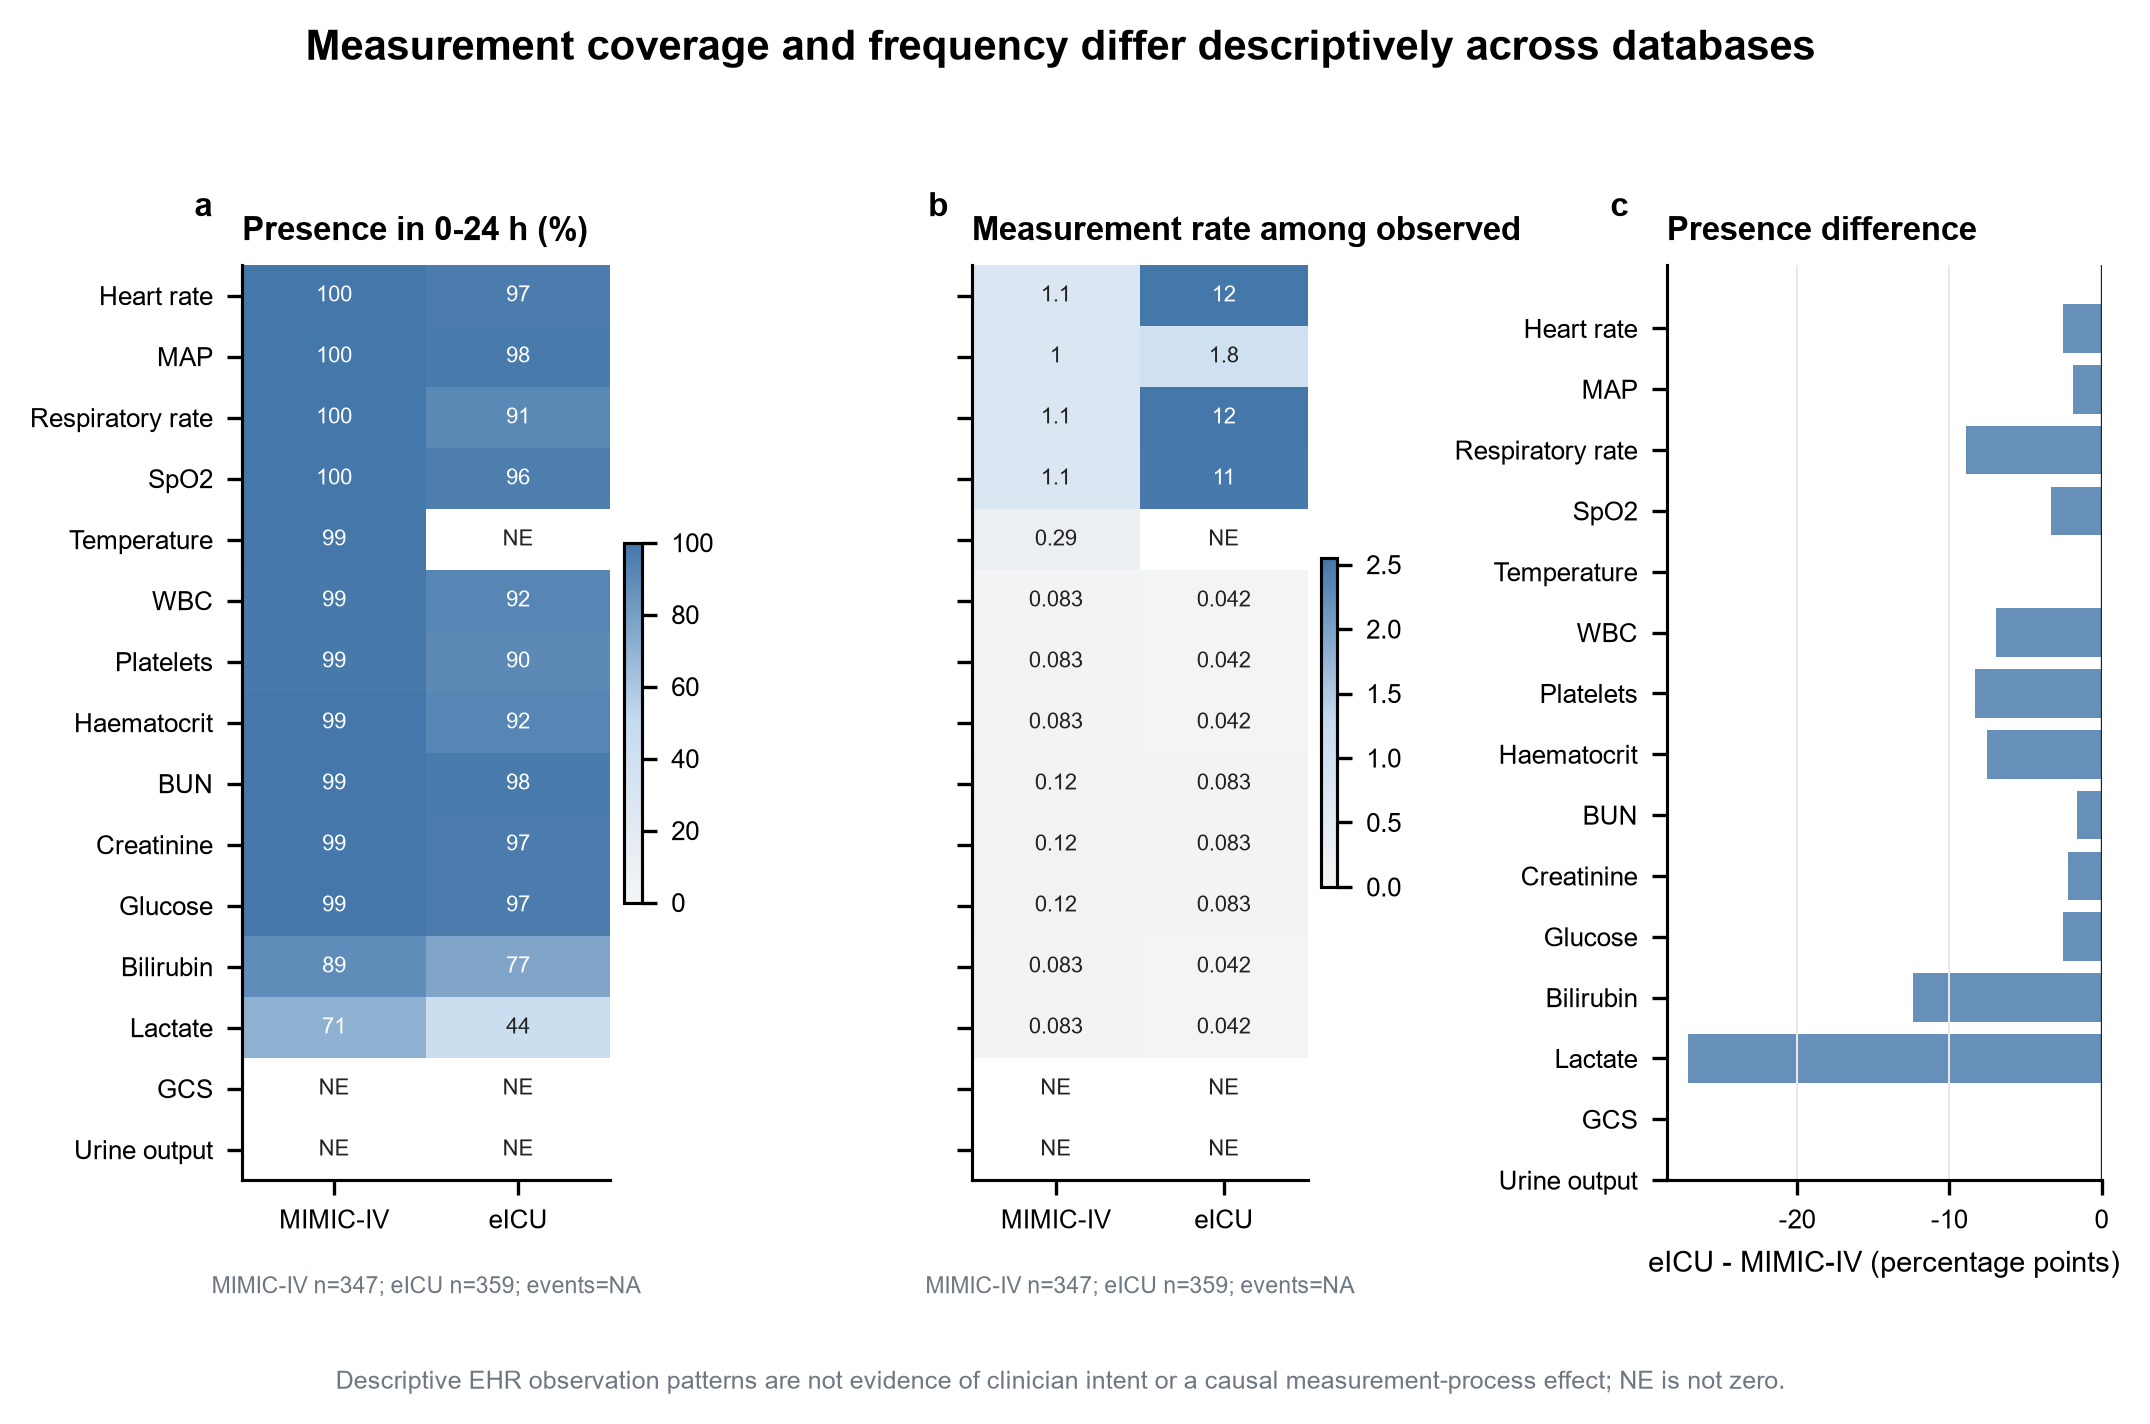 Measurement coverage and frequency differ descriptively across databases
a
Presence in 0-24 h (%)
Heart rate 100 97
MAP 100 98
Respiratory rate 100 91
SpO2 100 96
Temperature 99 NE
WBC 99 92
Platelets 99 90
Haematocrit 99 92
BUN 99 98
Creatinine 99 97
Glucose 99 97
Bilirubin 89 77
Lactate 71 44
GCS NE NE
Urine output NE NE
MIMIC-IV eICU
100
80
60
40
20
0
MIMIC-IV n=347; eICU n=359; events=NA
b
Measurement rate among observed
1.1 12
1 1.8
1.1 12
1.1 11
0.29 NE
0.083 0.042
0.083 0.042
0.083 0.042
0.12 0.083
0.12 0.083
0.12 0.083
0.083 0.042
0.083 0.042
NE NE
NE NE
MIMIC-IV eICU
2.5
2.0
1.5
1.0
0.5
0.0
MIMIC-IV n=347; eICU n=359; events=NA
c
Presence difference
Heart rate
MAP
Respiratory rate
SpO2
Temperature
WBC
Platelets
Haematocrit
BUN
Creatinine
Glucose
Bilirubin
Lactate
GCS
Urine output
-20 -10 0
eICU - MIMIC-IV (percentage points)
Descriptive EHR observation patterns are not evidence of clinician intent or a causal measurement-process effect; NE is not zero.